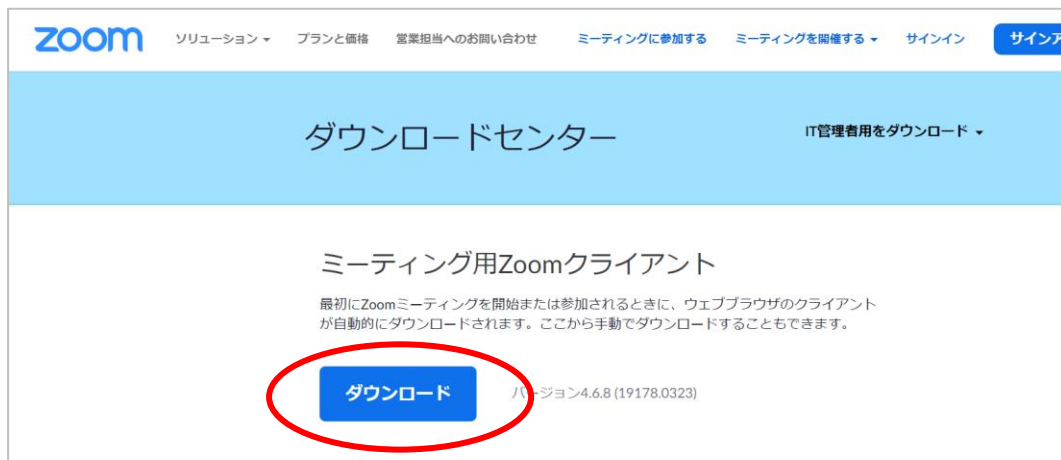 zoom ソリューション プランと価格 営業担当へのお問い合わせ ミーティングに参加する ミーティングを開催する サインイン サインア
ダウンロードセンター IT管理者用をダウンロード
ミーティング用Zoomクライアント
最初にZoomミーティングを開始または参加されるときに、ウェブブラウザのクライアント
が自動的にダウンロードされます。ここから手動でダウンロードすることもできます。
ダウンロード バージョン4.6.8 (19178.0323)